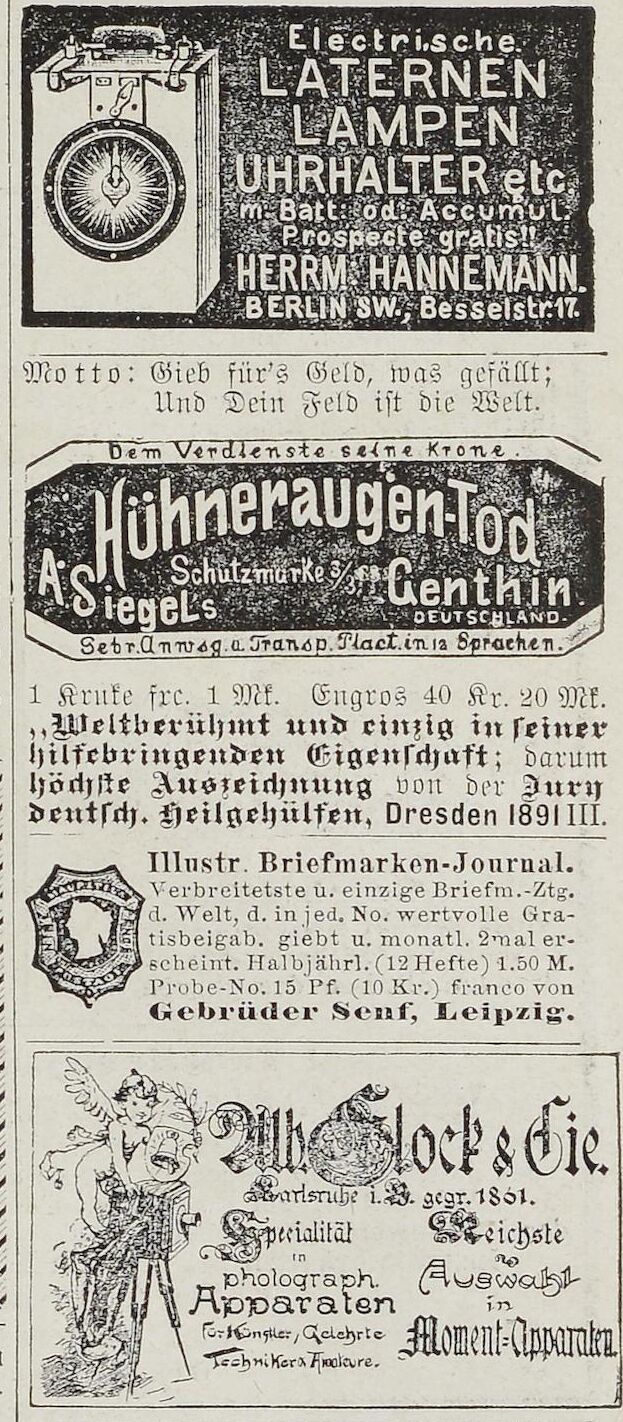 Electrische
LATERNEN
LAMPEN
UHRHALTER etc.
m. Batt: od: Accumul.
Prospecte gratis!!
HERRM. HANNEMANN.
BERLIN SW., Besselstr. 17.
Motto: Gieb für's Geld, was gefällt;
Und Dein Feld ist die Welt.
Dem Verdienste seine Krone.
Hühneraugen-Tod
A. Siegels
Schutzmarke
Genthin
DEUTSCHLAND.
Gebr. Anwsg. u. Transp. Plact. in 12 Sprachen.
1 Kruke frc. 1 Mk. Engros 40 Kr. 20 Mk.
„Weltberühmt und einzig in seiner
hilfebringenden Eigenschaft; darum
höchste Auszeichnung von der Jury
deutsch. Heilgehülfen, Dresden 1891 III.
Illustr. Briefmarken-Journal.
Verbreitetste u. einzige Briefm.-Ztg.
d. Welt, d. in jed. No. wertvolle Gra-
tisbeigab. giebt u. monatl. 2mal er-
scheint. Halbjährl. (12 Hefte) 1.50 M.
Probe-No. 15 Pf. (10 Kr.) franco von
Gebrüder Senf, Leipzig.
Alb. Glock & Cie.
Karlsruhe i. B. gegr. 1861.
Specialität
in
photograph.
Apparaten
für Künstler, Gelehrte
Techniker & Amateure.
Reichste
Auswahl
in
Moment-Apparaten.